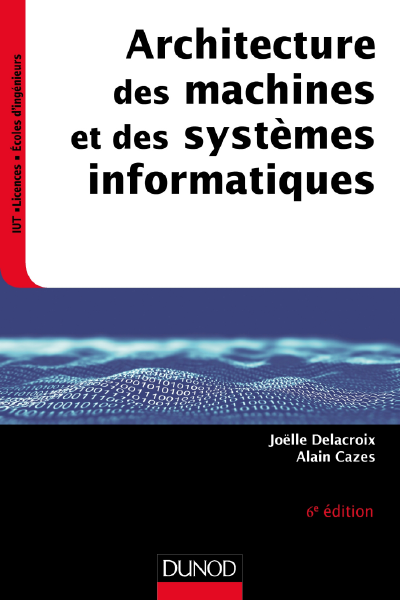 Architecture
des machines
et des systèmes
informatiques
IUT • Licences • Écoles d'ingénieurs
Joëlle Delacroix
Alain Cazes
6e édition
DUNOD